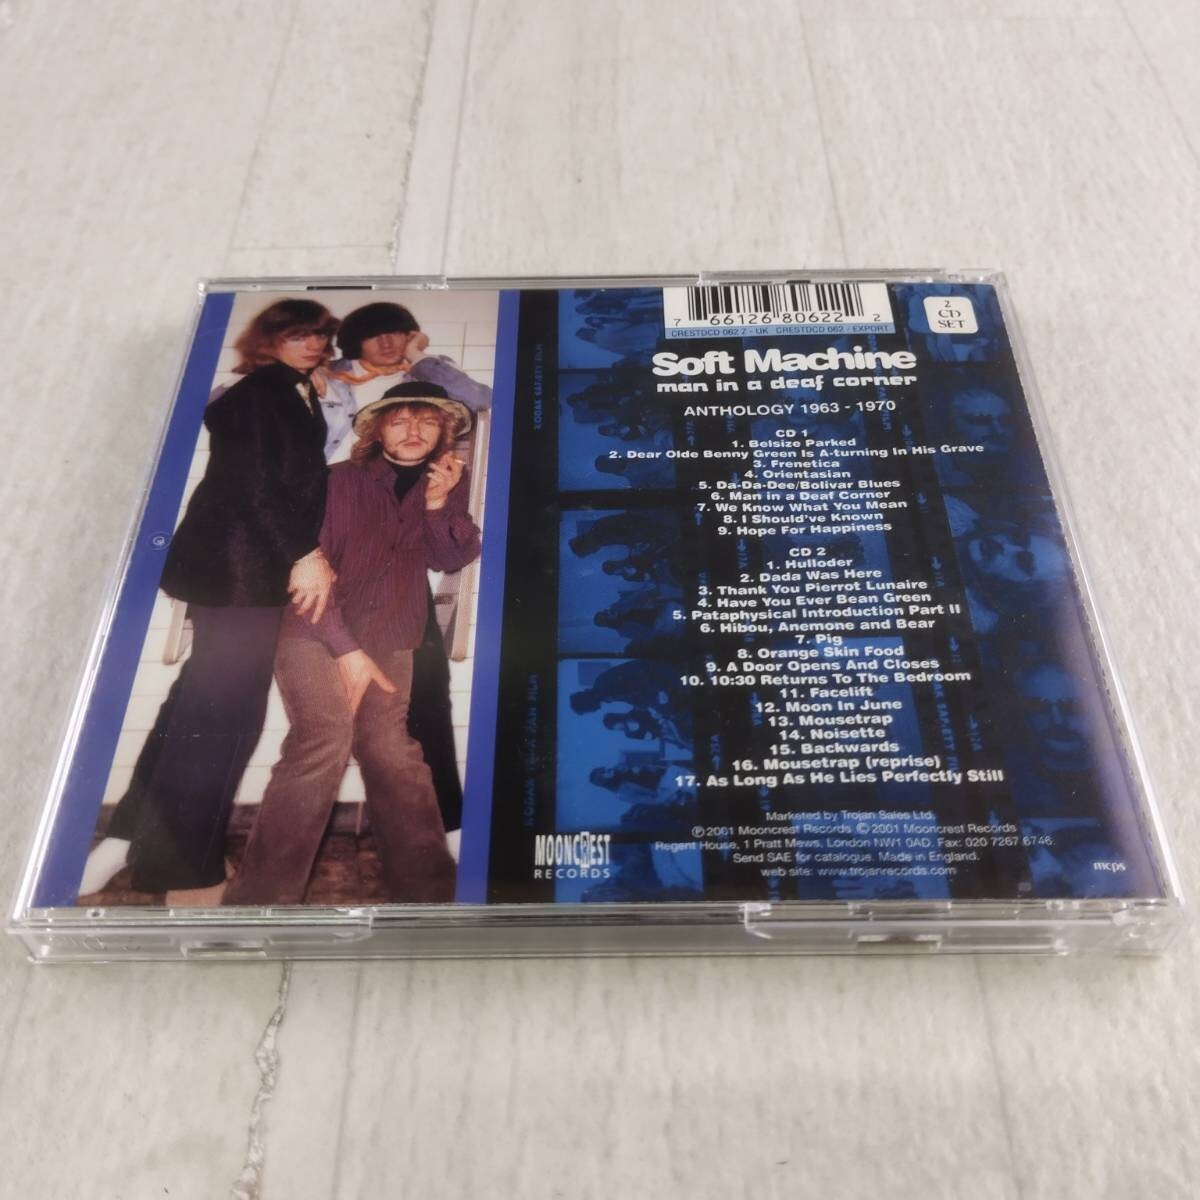 7 66126 80622 2
CRESTDCD 062 Z - UK CRESTDCD 062 - EXPORT
2
CD
SET
Soft Machine
man in a deaf corner
ANTHOLOGY 1963 - 1970
CD 1
1. Belsize Parked
2. Dear Olde Benny Green Is A-turning In His Grave
3. Frenetica
4. Orientasian
5. Da-Da-Dee/Bolivar Blues
6. Man in a Deaf Corner
7. We Know What You Mean
8. I Should've Known
9. Hope For Happiness
CD 2
1. Hulloder
2. Dada Was Here
3. Thank You Pierrot Lunaire
4. Have You Ever Bean Green
5. Pataphysical Introduction Part II
6. Hibou, Anemone and Bear
7. Pig
8. Orange Skin Food
9. A Door Opens And Closes
10. 10:30 Returns To The Bedroom
11. Facelift
12. Moon In June
13. Mousetrap
14. Noisette
15. Backwards
16. Mousetrap (reprise)
17. As Long As He Lies Perfectly Still
Marketed by Trojan Sales Ltd.
℗ 2001 Mooncrest Records © 2001 Mooncrest Records
Regent House, 1 Pratt Mews, London NW1 0AD. Fax: 020 7267 6746.
Send SAE for catalogue. Made in England.
web site: www.trojanrecords.com
mcps
MOONCREST
RECORDS
KODAK SAFETY FILM